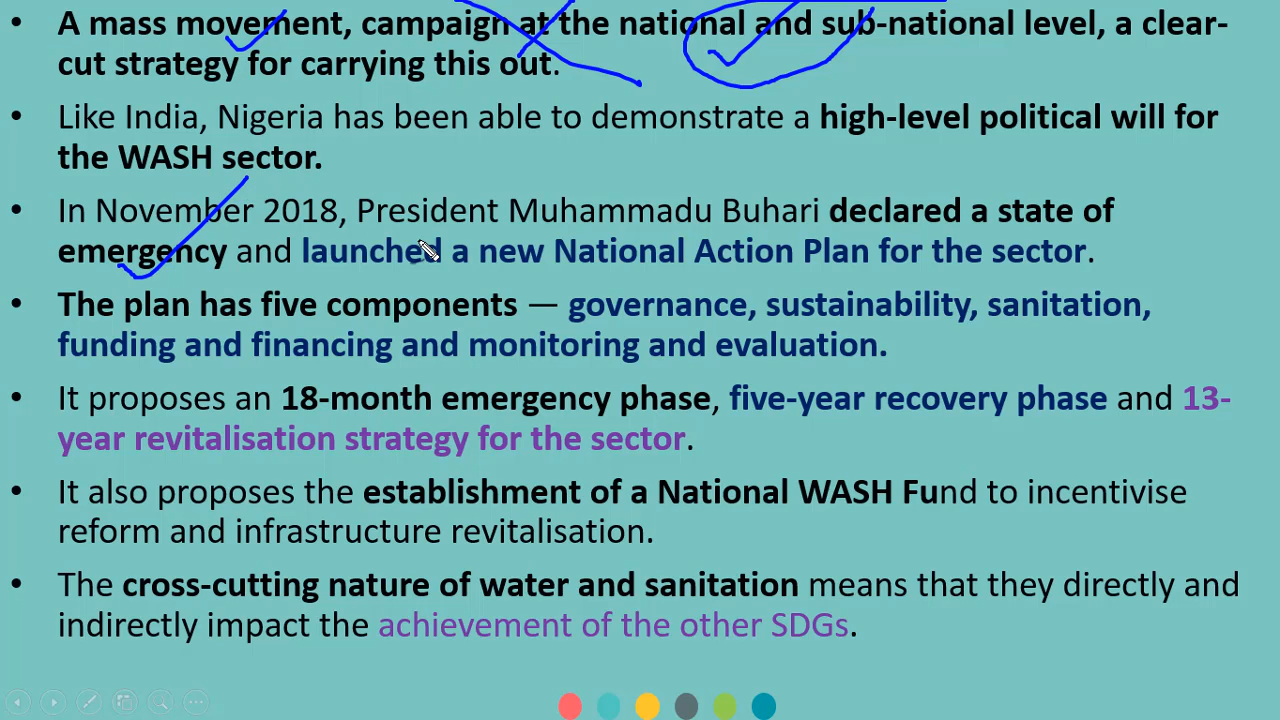 • A mass movement, campaign at the national and sub-national level, a clear-
cut strategy for carrying this out.
• Like India, Nigeria has been able to demonstrate a high-level political will for
the WASH sector.
• In November 2018, President Muhammadu Buhari declared a state of
emergency and launched a new National Action Plan for the sector.
• The plan has five components — governance, sustainability, sanitation,
funding and financing and monitoring and evaluation.
• It proposes an 18-month emergency phase, five-year recovery phase and 13-
year revitalisation strategy for the sector.
• It also proposes the establishment of a National WASH Fund to incentivise
reform and infrastructure revitalisation.
• The cross-cutting nature of water and sanitation means that they directly and
indirectly impact the achievement of the other SDGs.